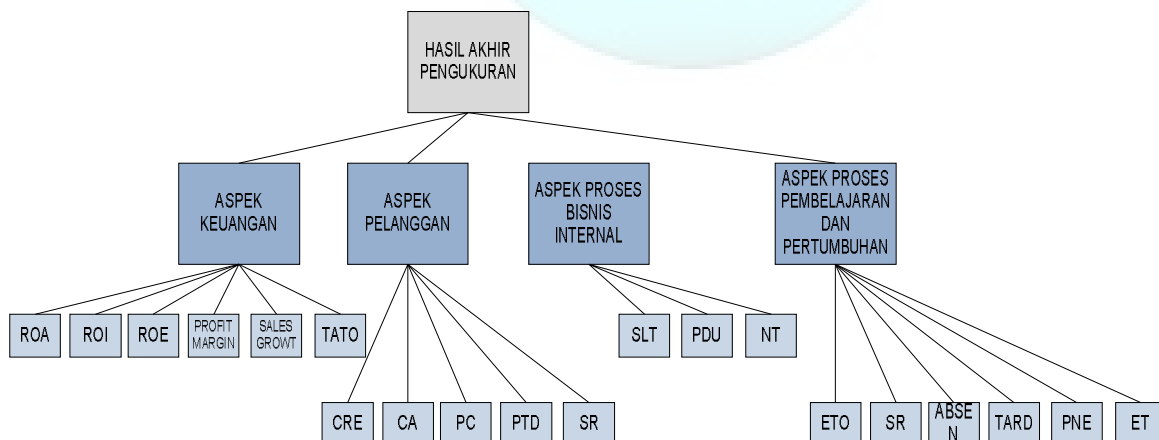 HASIL AKHIR
PENGUKURAN
ASPEK
KEUANGAN
ASPEK
PELANGGAN
ASPEK PROSES
BISNIS
INTERNAL
ASPEK PROSES
PEMBELAJARAN
DAN
PERTUMBUHAN
ROA
ROI
ROE
PROFIT
MARGIN
SALES
GROWT
TATO
SLT
PDU
NT
CRE
CA
PC
PTD
SR
ETO
SR
ABSE
N
TARD
PNE
ET